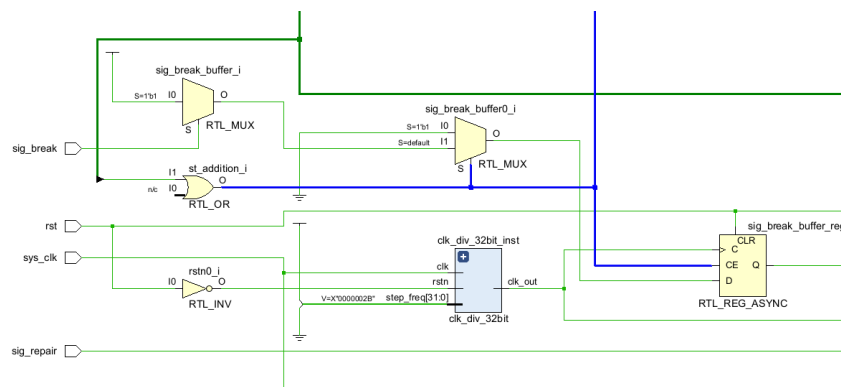 sig_break_buffer_i
S=1'b1 I0 O
S RTL_MUX
sig_break_buffer0_i
S=1'b1 I0 O
S=default I1
S RTL_MUX
sig_break
st_addition_i
I1 O
n/c I0
RTL_OR
rst
sig_break_buffer_reg
CLR
C
CE Q
D
RTL_REG_ASYNC
sys_clk
rstn0_i
I0 O
RTL_INV
clk_div_32bit_inst
clk
rstn clk_out
V=X"0000002B" step_freq[31:0]
clk_div_32bit
sig_repair